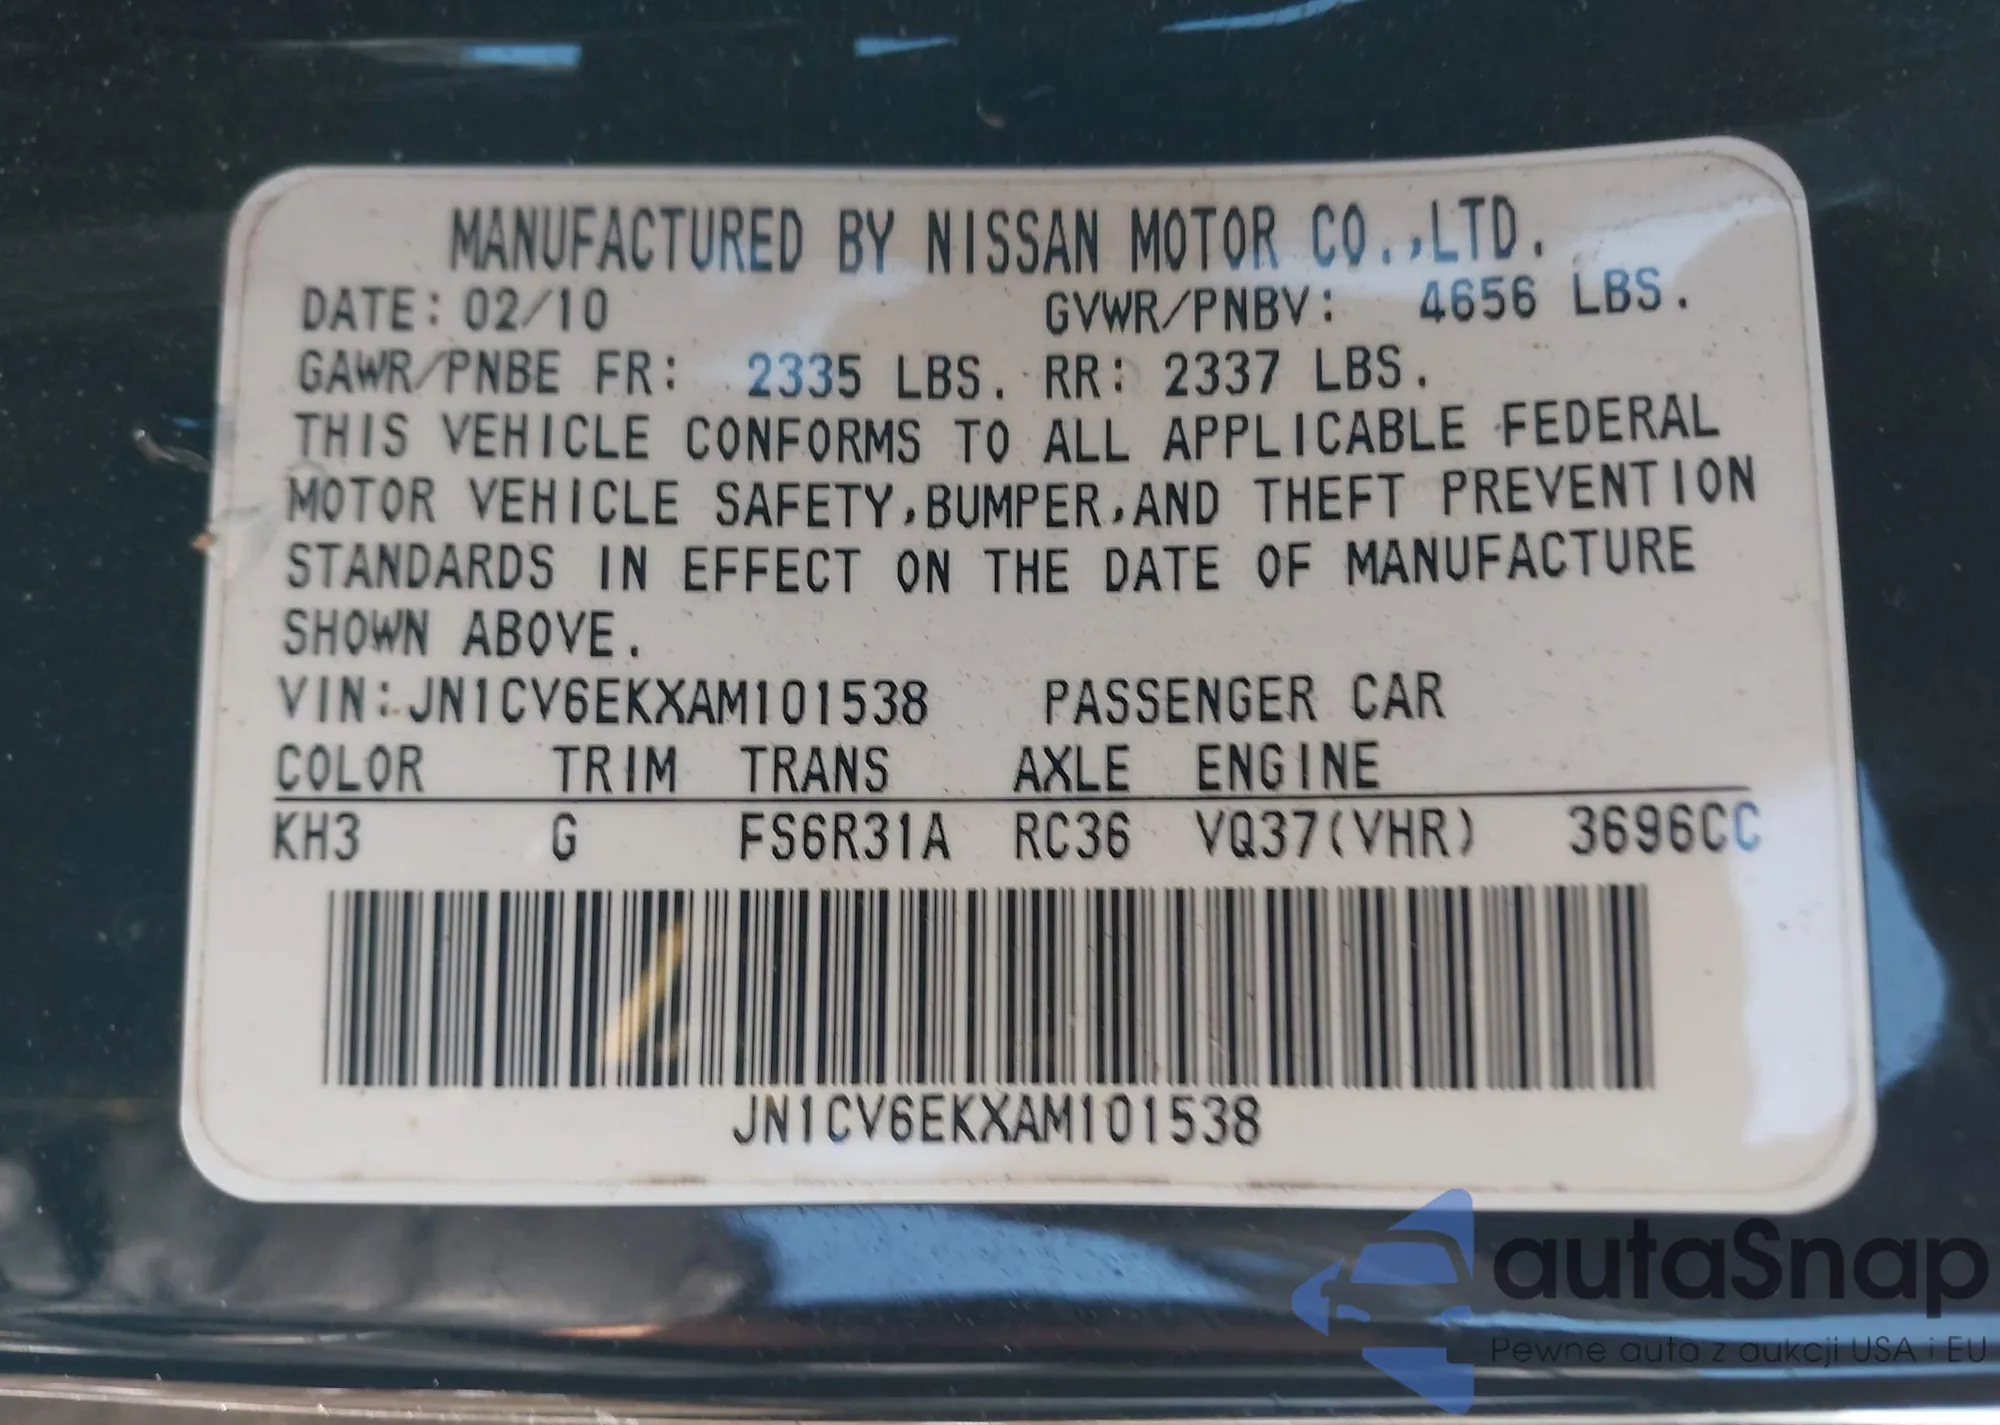 MANUFACTURED BY NISSAN MOTOR CO.,LTD.
DATE: 02/10 GVWR/PNBV: 4656 LBS.
GAWR/PNBE FR: 2335 LBS. RR: 2337 LBS.
THIS VEHICLE CONFORMS TO ALL APPLICABLE FEDERAL
MOTOR VEHICLE SAFETY,BUMPER,AND THEFT PREVENTION
STANDARDS IN EFFECT ON THE DATE OF MANUFACTURE
SHOWN ABOVE.
VIN:JN1CV6EKXAM101538 PASSENGER CAR
COLOR TRIM TRANS AXLE ENGINE
KH3 G FS6R31A RC36 VQ37(VHR) 3696CC
JN1CV6EKXAM101538
autaSnap
Pewne auta z aukcji USA i EU